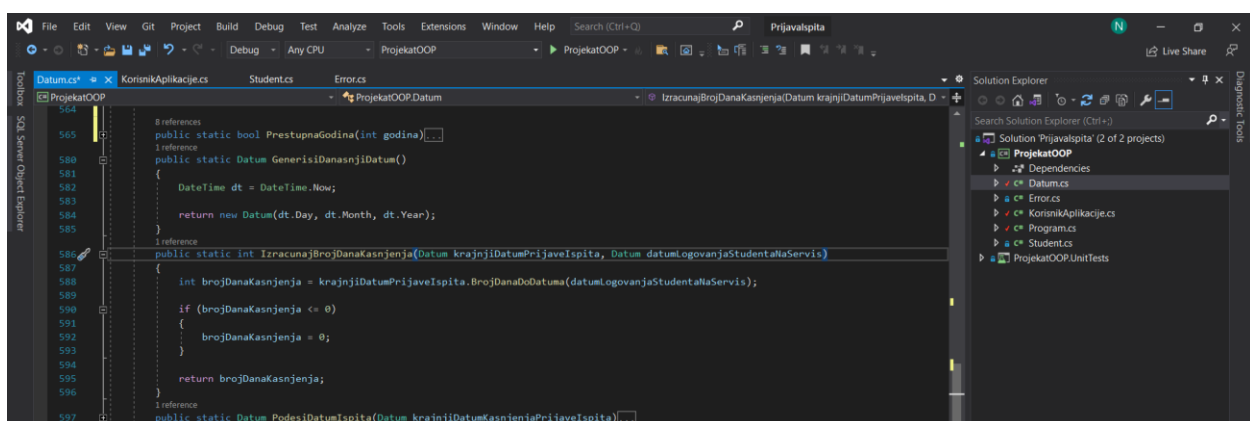 File Edit View Git Project Build Debug Test Analyze Tools Extensions Window Help Search (Ctrl+Q) PrijavaIspita N
Debug Any CPU ProjekatOOP ProjekatOOP Live Share
Toolbox
SQL Server Object Explorer
Datum.cs* KorisnikAplikacije.cs Student.cs Error.cs
ProjekatOOP ProjekatOOP.Datum IzracunajBrojDanaKasnjenja(Datum krajnjiDatumPrijaveIspita, D
564
8 references
565 public static bool PrestupnaGodina(int godina)...
1 reference
580 public static Datum GenerisiDanasnjiDatum()
581 {
582 DateTime dt = DateTime.Now;
583
584 return new Datum(dt.Day, dt.Month, dt.Year);
585 }
1 reference
586 public static int IzracunajBrojDanaKasnjenja(Datum krajnjiDatumPrijaveIspita, Datum datumLogovanjaStudentaNaServis)
587 {
588 int brojDanaKasnjenja = krajnjiDatumPrijaveIspita.BrojDanaDoDatuma(datumLogovanjaStudentaNaServis);
589
590 if (brojDanaKasnjenja <= 0)
591 {
592 brojDanaKasnjenja = 0;
593 }
594
595 return brojDanaKasnjenja;
596 }
1 reference
597 public static Datum PodesiDatumIspita(Datum krajnjiDatumKasnjenjaPrijaveIspita)...
Solution Explorer
Search Solution Explorer (Ctrl+;)
Solution 'PrijavaIspita' (2 of 2 projects)
ProjekatOOP
Dependencies
C# Datum.cs
C# Error.cs
C# KorisnikAplikacije.cs
C# Program.cs
C# Student.cs
ProjekatOOP.UnitTests
Diagnostic Tools